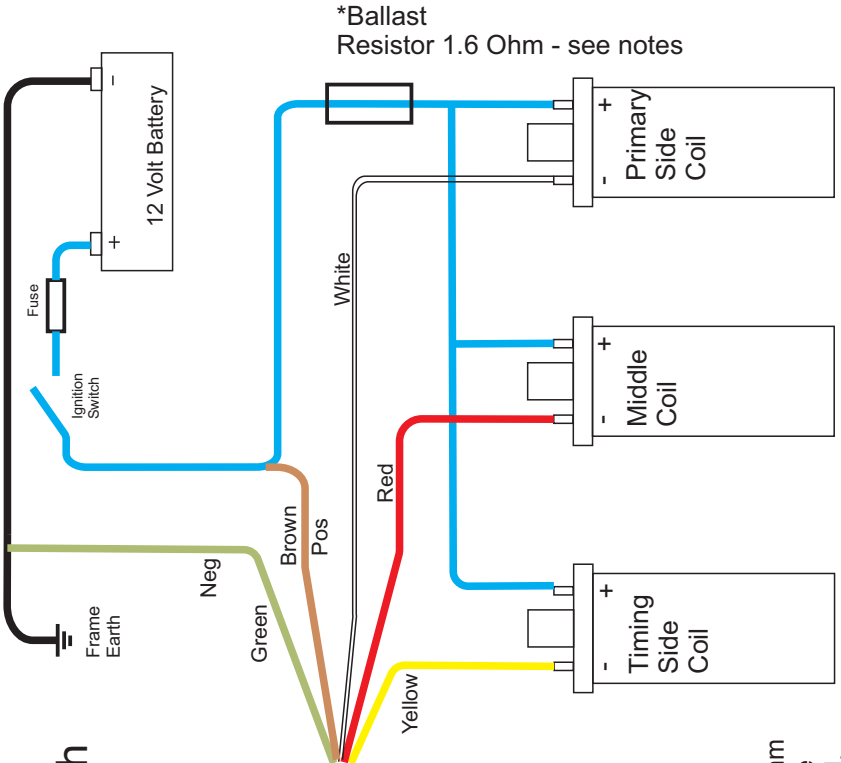 *Ballast
Resistor 1.6 Ohm - see notes
12 Volt Battery
-
+
Fuse
Ignition
Switch
Frame
Earth
Neg
Green
Brown
Pos
White
Red
Yellow
+
-
Primary
Side
Coil
+
-
Middle
Coil
+
-
Timing
Side
Coil